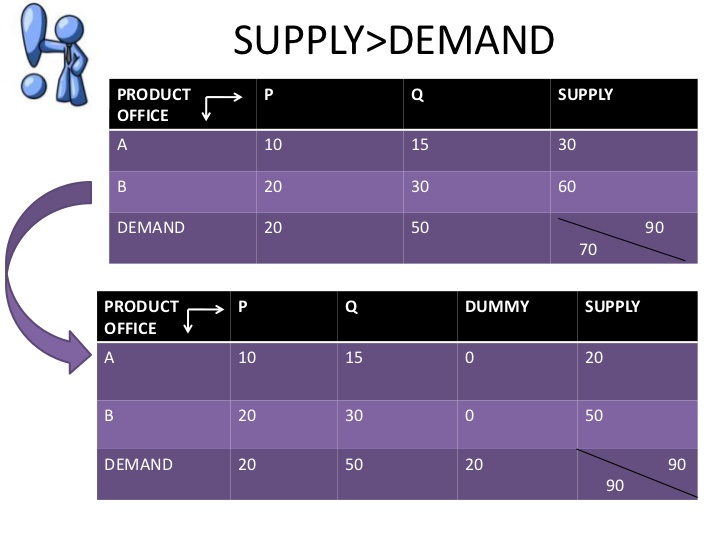 SUPPLY>DEMAND
PRODUCT P Q SUPPLY
OFFICE
A 10 15 30
B 20 30 60
DEMAND 20 50 90
70
PRODUCT P Q DUMMY SUPPLY
OFFICE
A 10 15 0 20
B 20 30 0 50
DEMAND 20 50 20 90
90